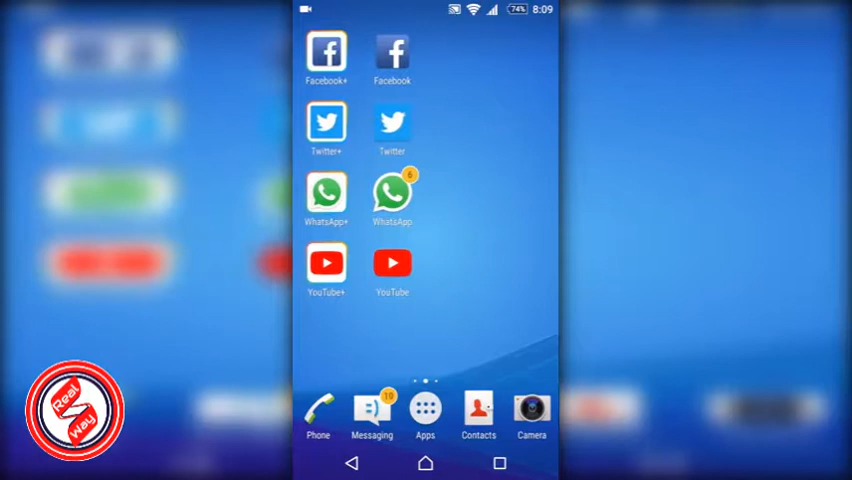 74% 8:09
Facebook+ Facebook
Twitter+ Twitter
6
WhatsApp+ WhatsApp
YouTube+ YouTube
Real Way
19
Phone Messaging Apps Contacts Camera